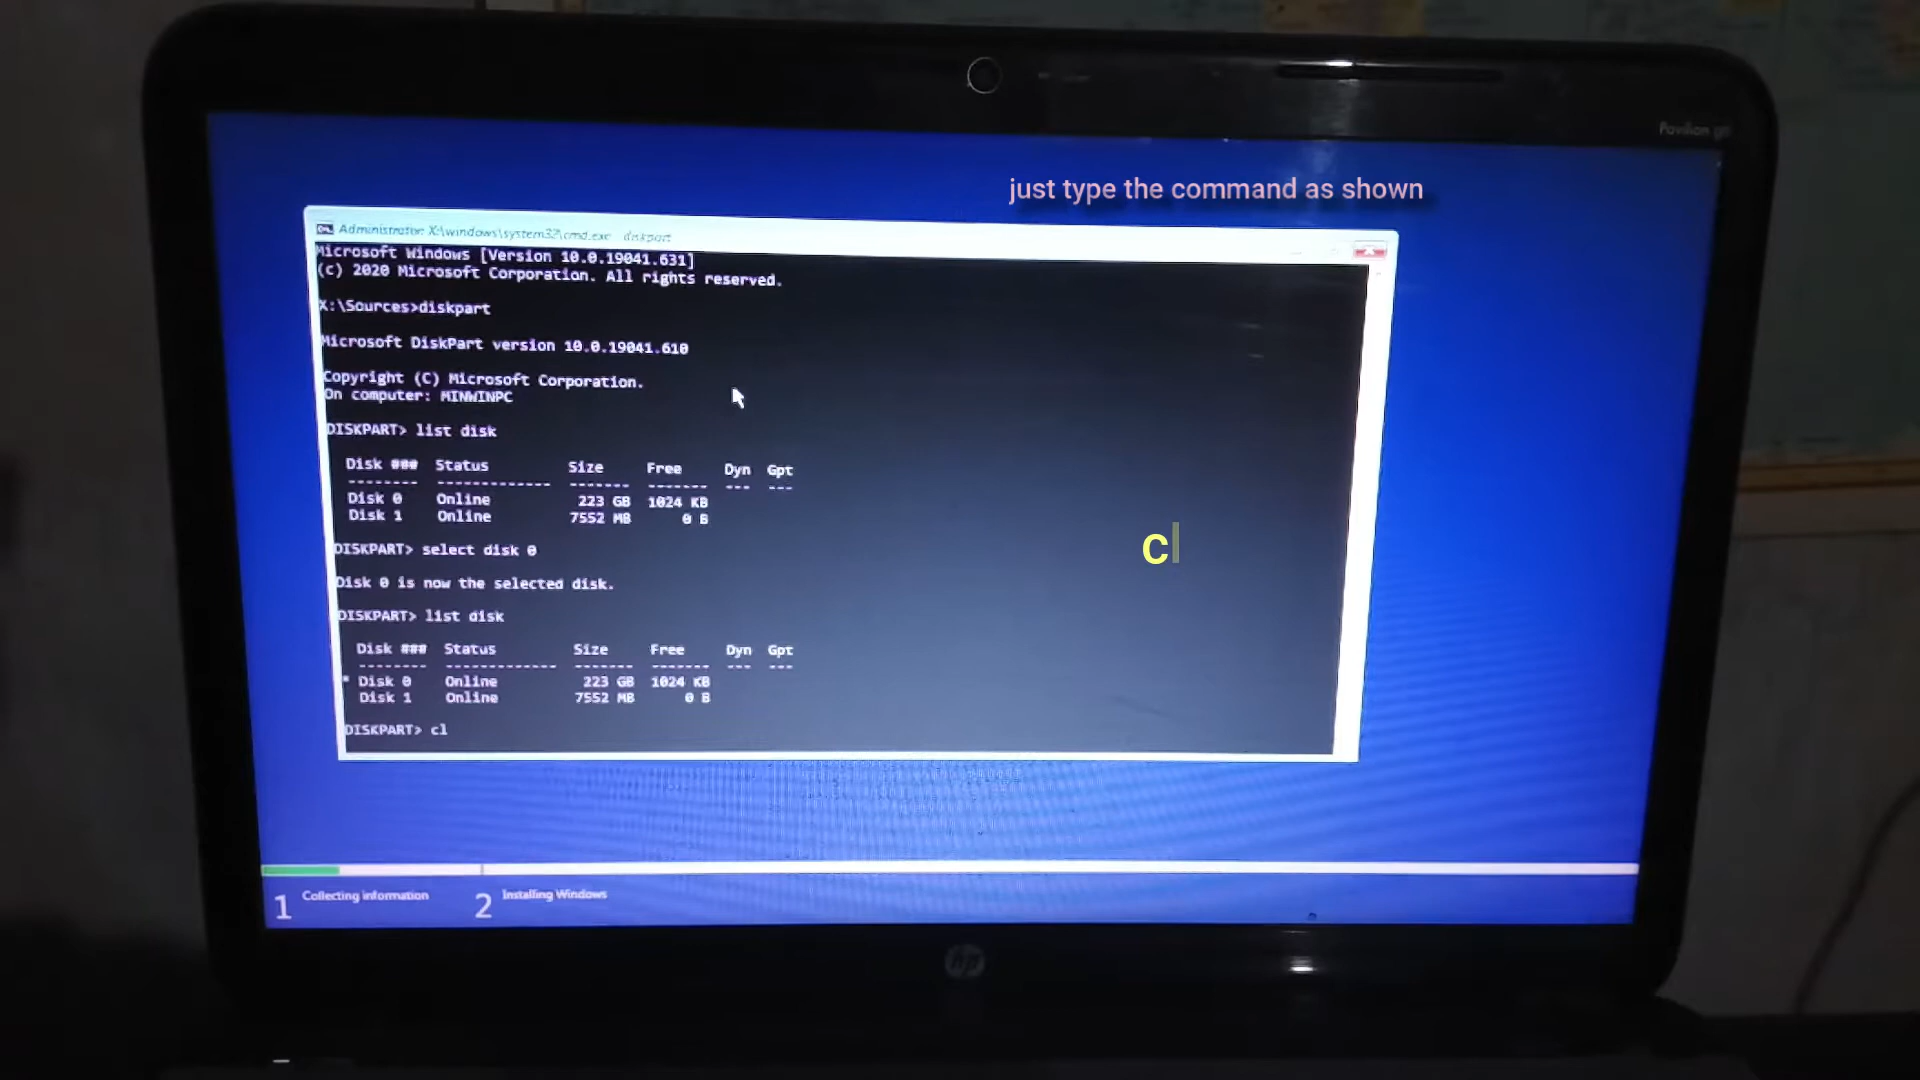 Pavilion g6
just type the command as shown
Administrator: X:\windows\system32\cmd.exe - diskpart
Microsoft Windows [Version 10.0.19041.631]
(c) 2020 Microsoft Corporation. All rights reserved.
X:\Sources>diskpart
Microsoft DiskPart version 10.0.19041.610
Copyright (C) Microsoft Corporation.
On computer: MINWINPC
DISKPART> list disk
Disk ### Status Size Free Dyn Gpt
-------- ------------- ------- ------- --- ---
Disk 0 Online 223 GB 1024 KB
Disk 1 Online 7552 MB 0 B
DISKPART> select disk 0
Disk 0 is now the selected disk.
DISKPART> list disk
Disk ### Status Size Free Dyn Gpt
-------- ------------- ------- ------- --- ---
* Disk 0 Online 223 GB 1024 KB
Disk 1 Online 7552 MB 0 B
DISKPART> cl
cl
1 Collecting information 2 Installing Windows
hp